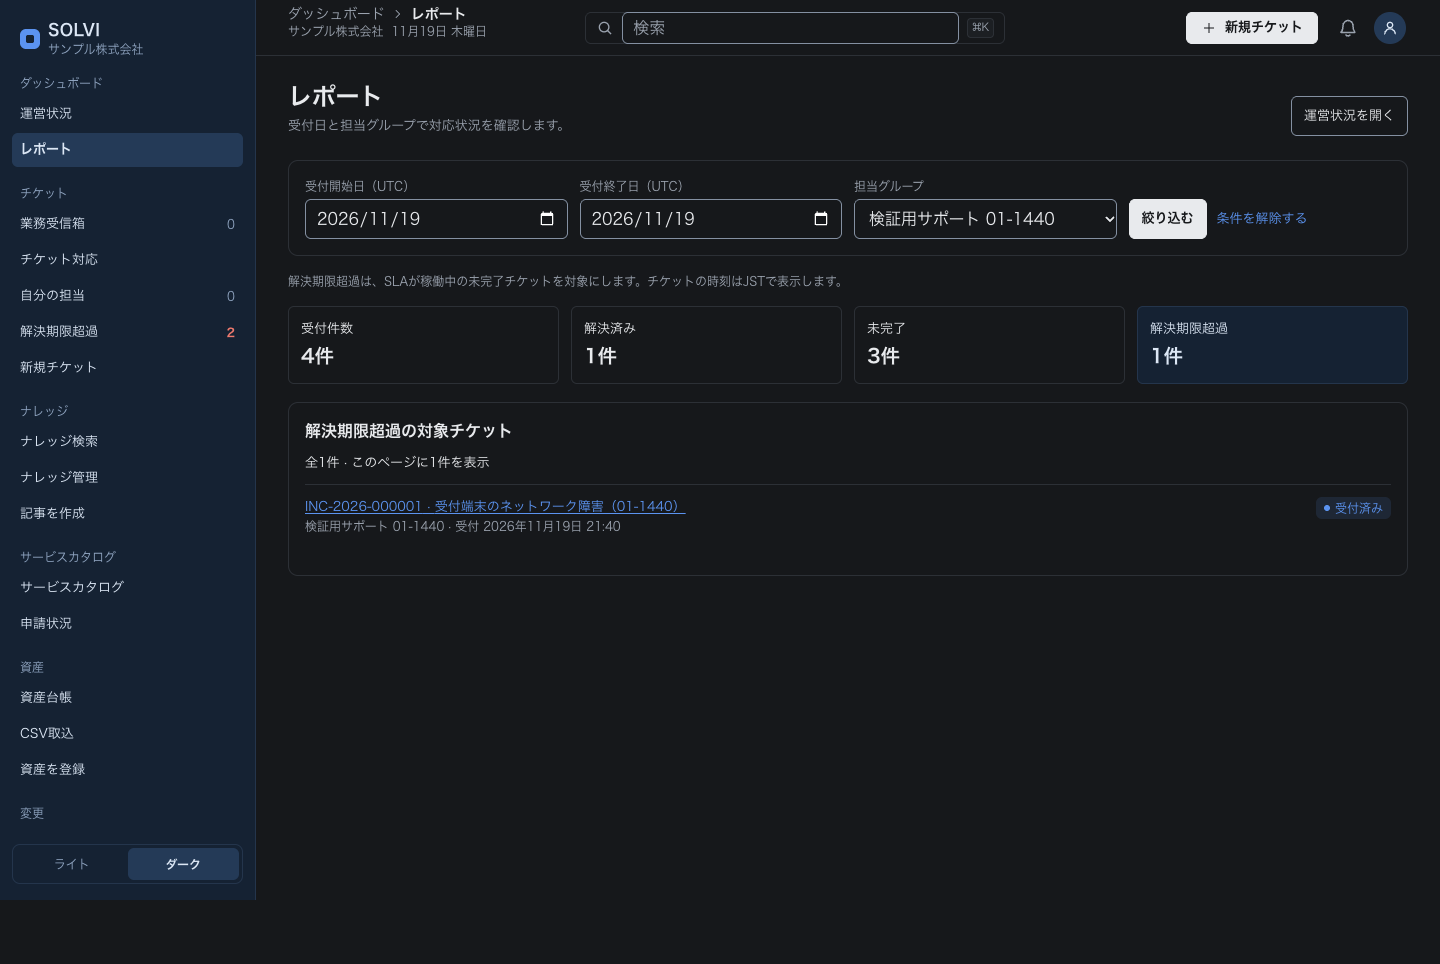 SOLVI
サンプル株式会社
ダッシュボード
運営状況
レポート
チケット
業務受信箱 0
チケット対応
自分の担当 0
解決期限超過 2
新規チケット
ナレッジ
ナレッジ検索
ナレッジ管理
記事を作成
サービスカタログ
サービスカタログ
申請状況
資産
資産台帳
CSV取込
資産を登録
変更
ライト ダーク
ダッシュボード > レポート
サンプル株式会社 11月19日 木曜日
検索 ⌘K
+ 新規チケット
レポート
受付日と担当グループで対応状況を確認します。
運営状況を開く
受付開始日（UTC） 受付終了日（UTC） 担当グループ
2026/11/19 2026/11/19 検証用サポート 01-1440 絞り込む 条件を解除する
解決期限超過は、SLAが稼働中の未完了チケットを対象にします。チケットの時刻はJSTで表示します。
受付件数 解決済み 未完了 解決期限超過
4件 1件 3件 1件
解決期限超過の対象チケット
全1件 · このページに1件を表示
INC-2026-000001 · 受付端末のネットワーク障害（01-1440） 受付済み
検証用サポート 01-1440 · 受付 2026年11月19日 21:40